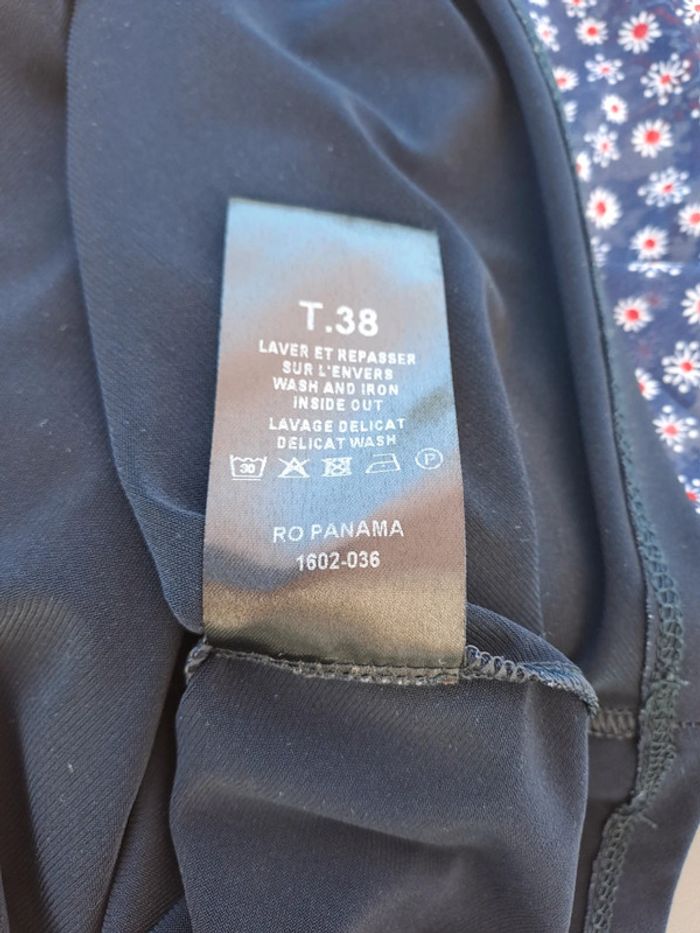 T.38
LAVER ET REPASSER
SUR L'ENVERS
WASH AND IRON
INSIDE OUT
LAVAGE DELICAT
DELICAT WASH
30 P
RO PANAMA
1602-036